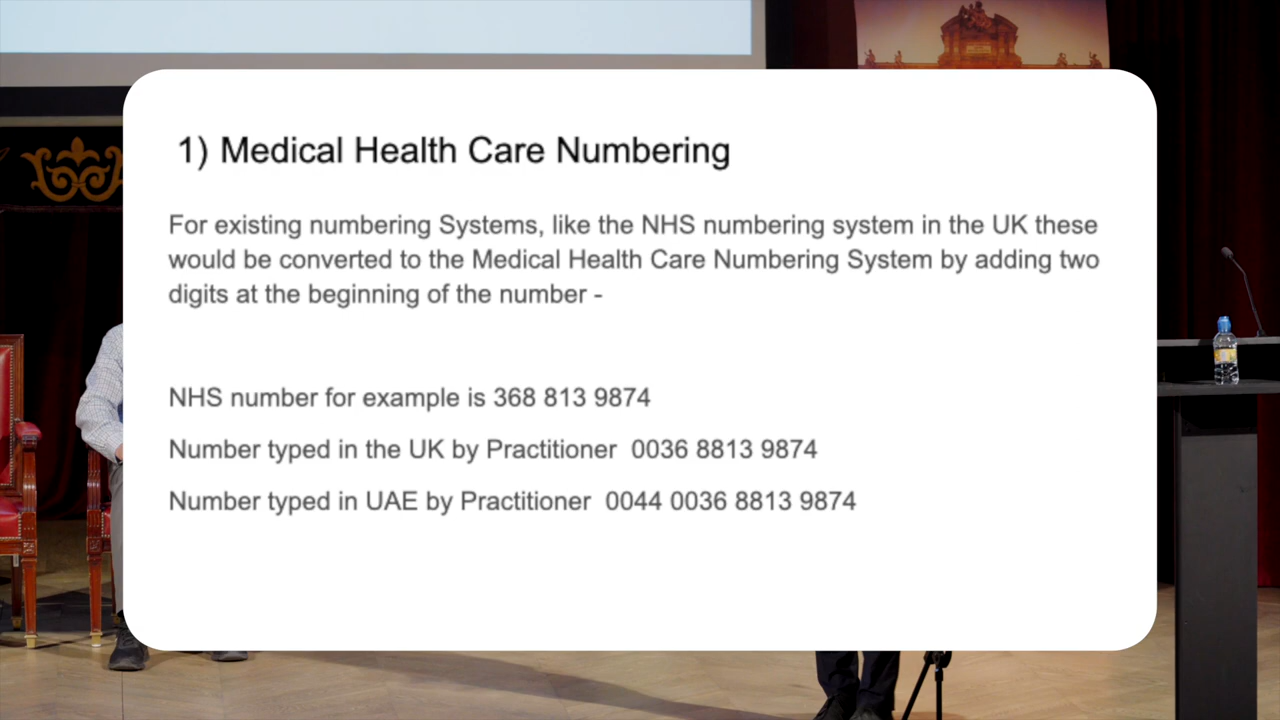 1) Medical Health Care Numbering
For existing numbering Systems, like the NHS numbering system in the UK these
would be converted to the Medical Health Care Numbering System by adding two
digits at the beginning of the number -
NHS number for example is 368 813 9874
Number typed in the UK by Practitioner 0036 8813 9874
Number typed in UAE by Practitioner 0044 0036 8813 9874